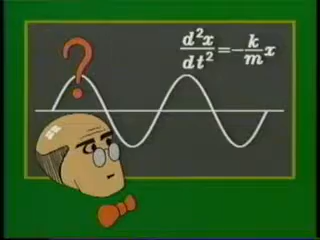 ?
d²x/dt² = -k/m x